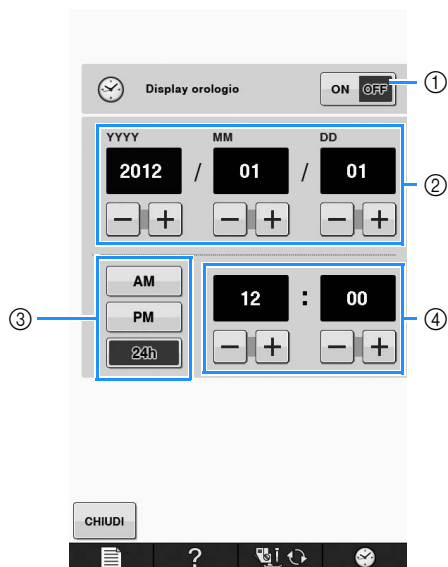 Display orologio ON OFF ①
YYYY MM DD
2012 / 01 / 01 ②
− + − + − +
③ AM
PM
24h
12 : 00 ④
− + − +
CHIUDI
?